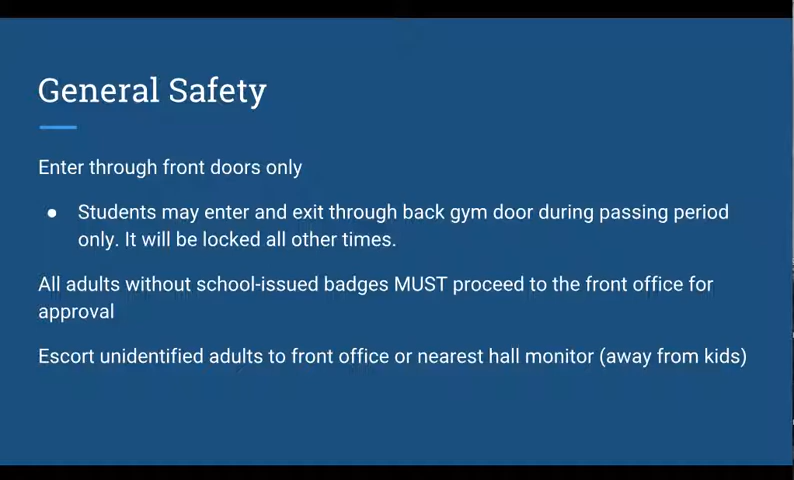 General Safety
Enter through front doors only
● Students may enter and exit through back gym door during passing period
only. It will be locked all other times.
All adults without school-issued badges MUST proceed to the front office for
approval
Escort unidentified adults to front office or nearest hall monitor (away from kids)